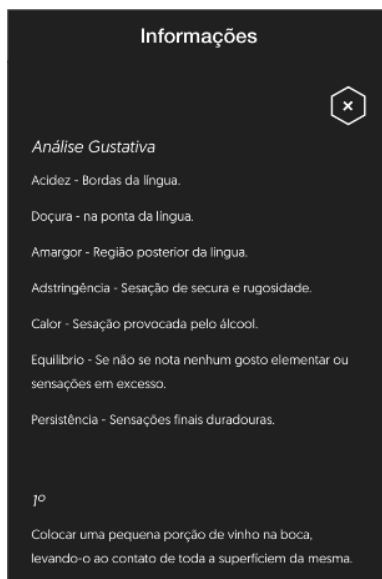 Informações
Análise Gustativa
Acidez - Bordas da língua.
Doçura - na ponta da língua.
Amargor - Região posterior da lingua.
Adstringência - Sesação de secura e rugosidade.
Calor - Sesação provocada pelo álcool.
Equilibrio - Se não se nota nenhum gosto elementar ou
sensações em excesso.
Persistência - Sensações finais duradouras.
1º
Colocar uma pequena porção de vinho na boca,
levando-o ao contato de toda a superfíciem da mesma.